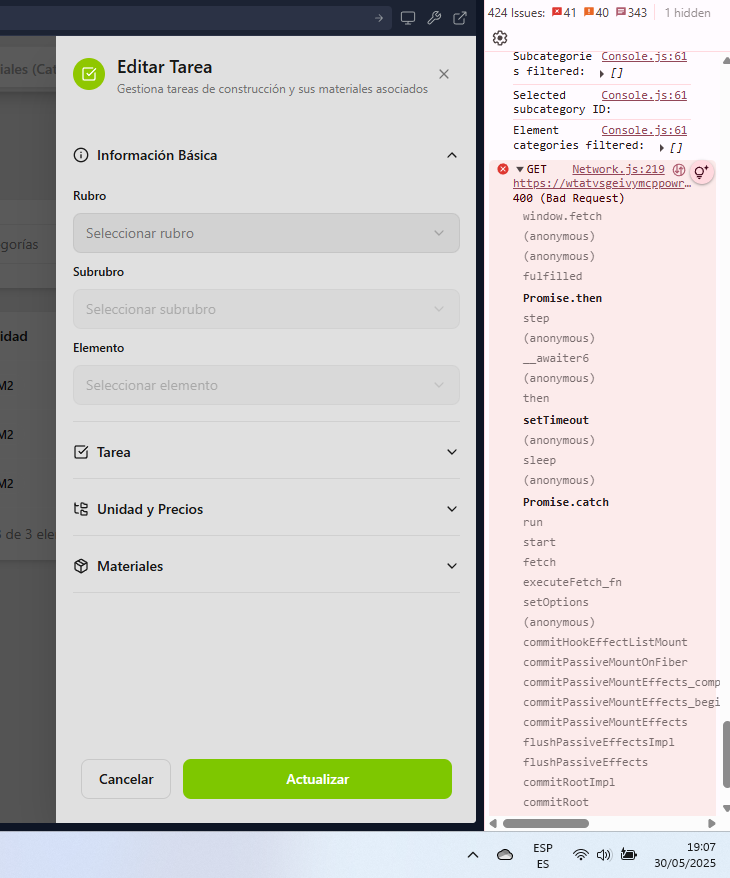 Editar Tarea
Gestiona tareas de construcción y sus materiales asociados
iales (Cat
gorías
idad
M2
M2
M2
de 3 ele
Información Básica
Rubro
Seleccionar rubro
Subrubro
Seleccionar subrubro
Elemento
Seleccionar elemento
Tarea
Unidad y Precios
Materiales
Cancelar
Actualizar
424 Issues: 41 40 343 1 hidden
Subcategorie Console.js:61
s filtered: []
Selected Console.js:61
subcategory ID:
Element Console.js:61
categories filtered: []
GET Network.js:219
https://wtatvsgeivymcppowr…
400 (Bad Request)
window.fetch
(anonymous)
(anonymous)
fulfilled
Promise.then
step
(anonymous)
__awaiter6
(anonymous)
then
setTimeout
(anonymous)
sleep
(anonymous)
Promise.catch
run
start
fetch
executeFetch_fn
setOptions
(anonymous)
commitHookEffectListMount
commitPassiveMountOnFiber
commitPassiveMountEffects_comp
commitPassiveMountEffects_begi
commitPassiveMountEffects
flushPassiveEffectsImpl
flushPassiveEffects
commitRootImpl
commitRoot
ESP
ES
19:07
30/05/2025